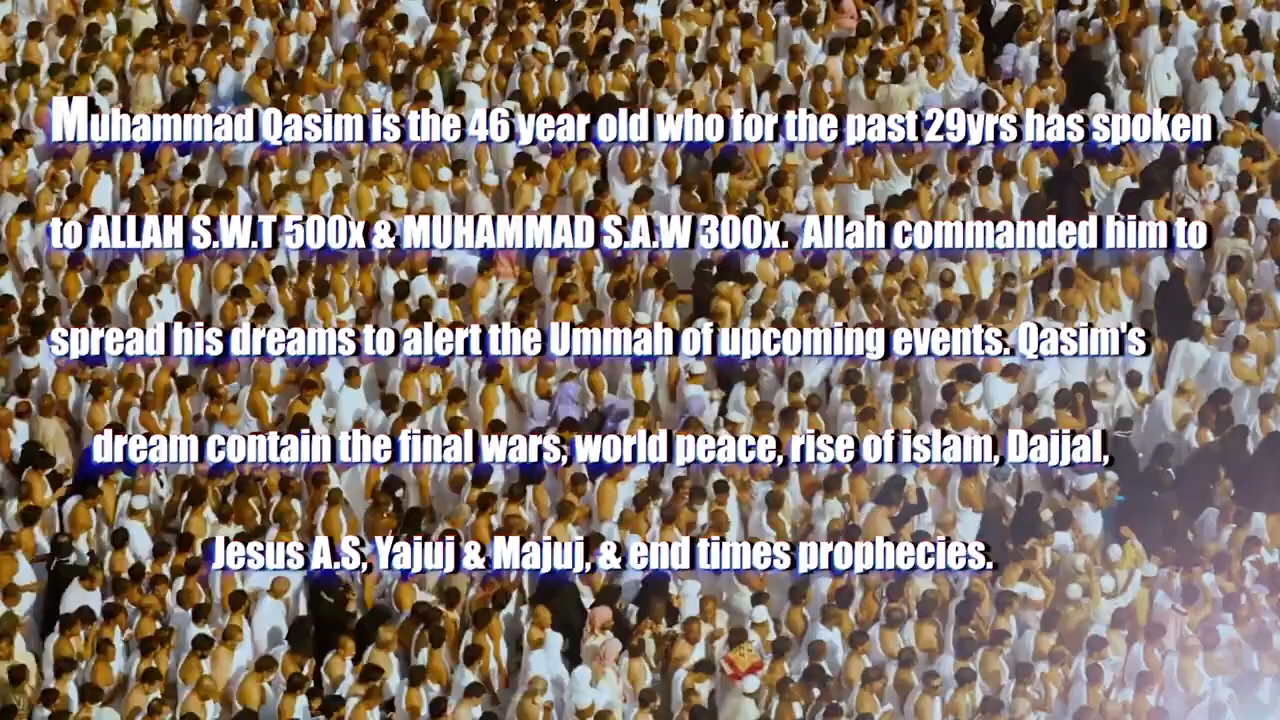 Muhammad Qasim is the 46 year old who for the past 29yrs has spoken
to ALLAH S.W.T 500x & MUHAMMAD S.A.W 300x. Allah commanded him to
spread his dreams to alert the Ummah of upcoming events. Qasim's
dream contain the final wars, world peace, rise of islam, Dajjal,
Jesus A.S, Yajuj & Majuj, & end times prophecies.